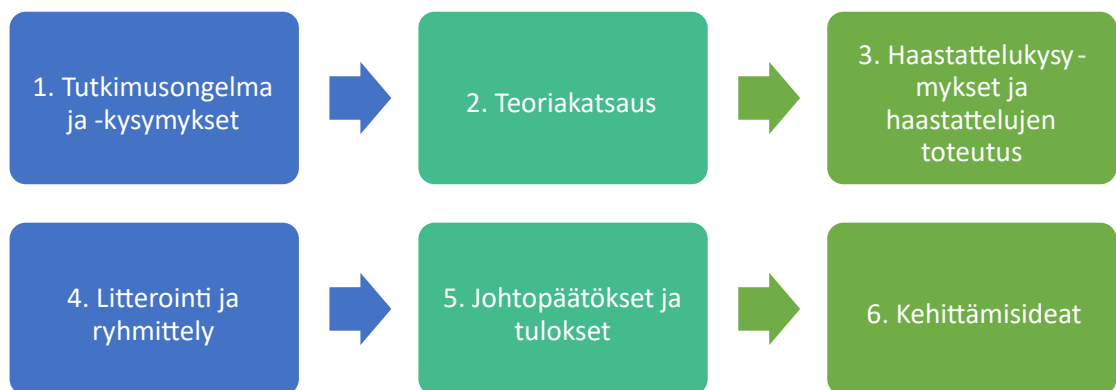 1. Tutkimusongelma
ja -kysymykset
2. Teoriakatsaus
3. Haastattelukysy-
mykset ja
haastattelujen
toteutus
4. Litterointi ja
ryhmittely
5. Johtopäätökset ja
tulokset
6. Kehittämisideat